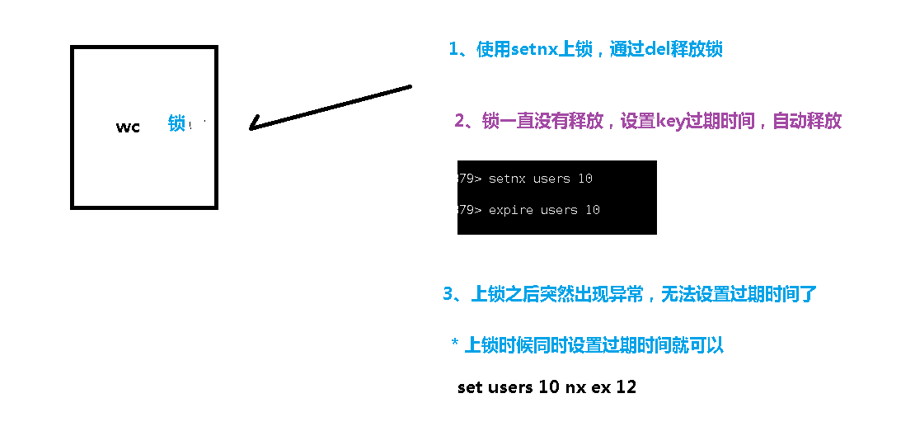 1、使用setnx上锁，通过del释放锁
wc 锁
2、锁一直没有释放，设置key过期时间，自动释放
379> setnx users 10
379> expire users 10
3、上锁之后突然出现异常，无法设置过期时间了
* 上锁时候同时设置过期时间就可以
set users 10 nx ex 12